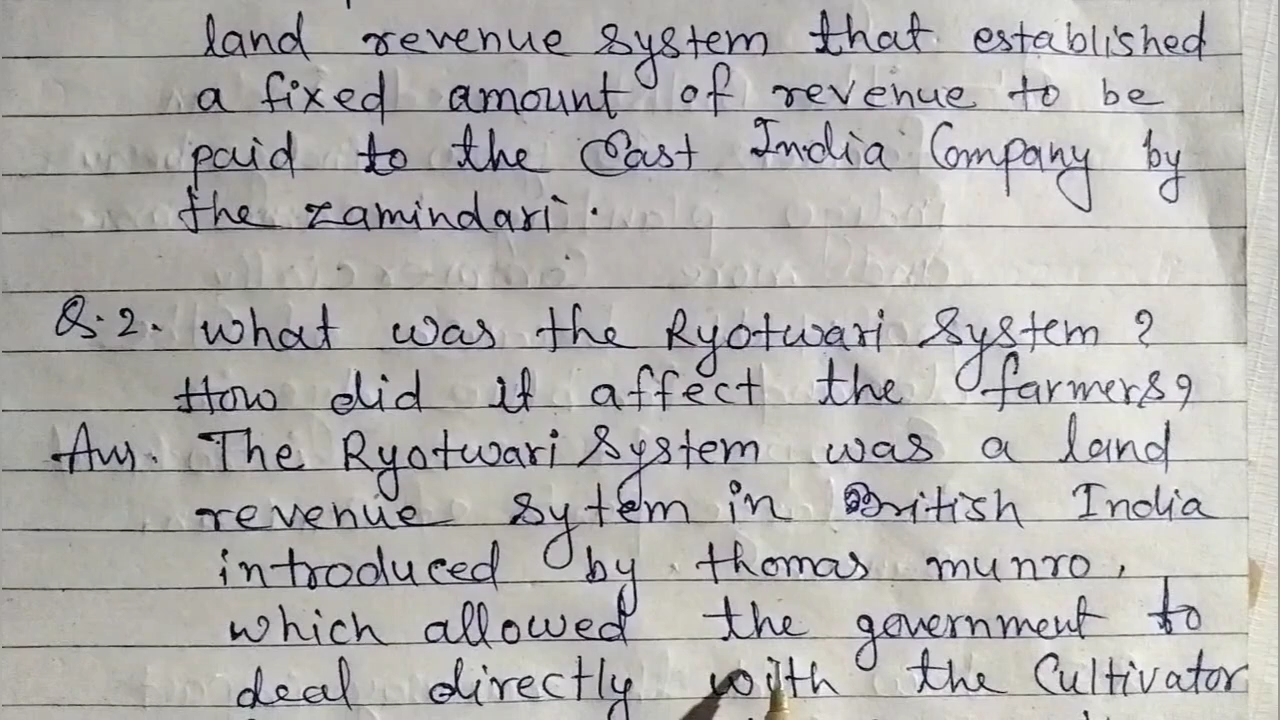 land revenue system that established
a fixed amount of revenue to be
paid to the East India Company by
the zamindari.
Q.2. What was the Ryotwari System?
How did it affect the farmers?
Ans. The Ryotwari System was a land
revenue sytem in British India
introduced by thomas munro,
which allowed the government to
deal directly with the Cultivator